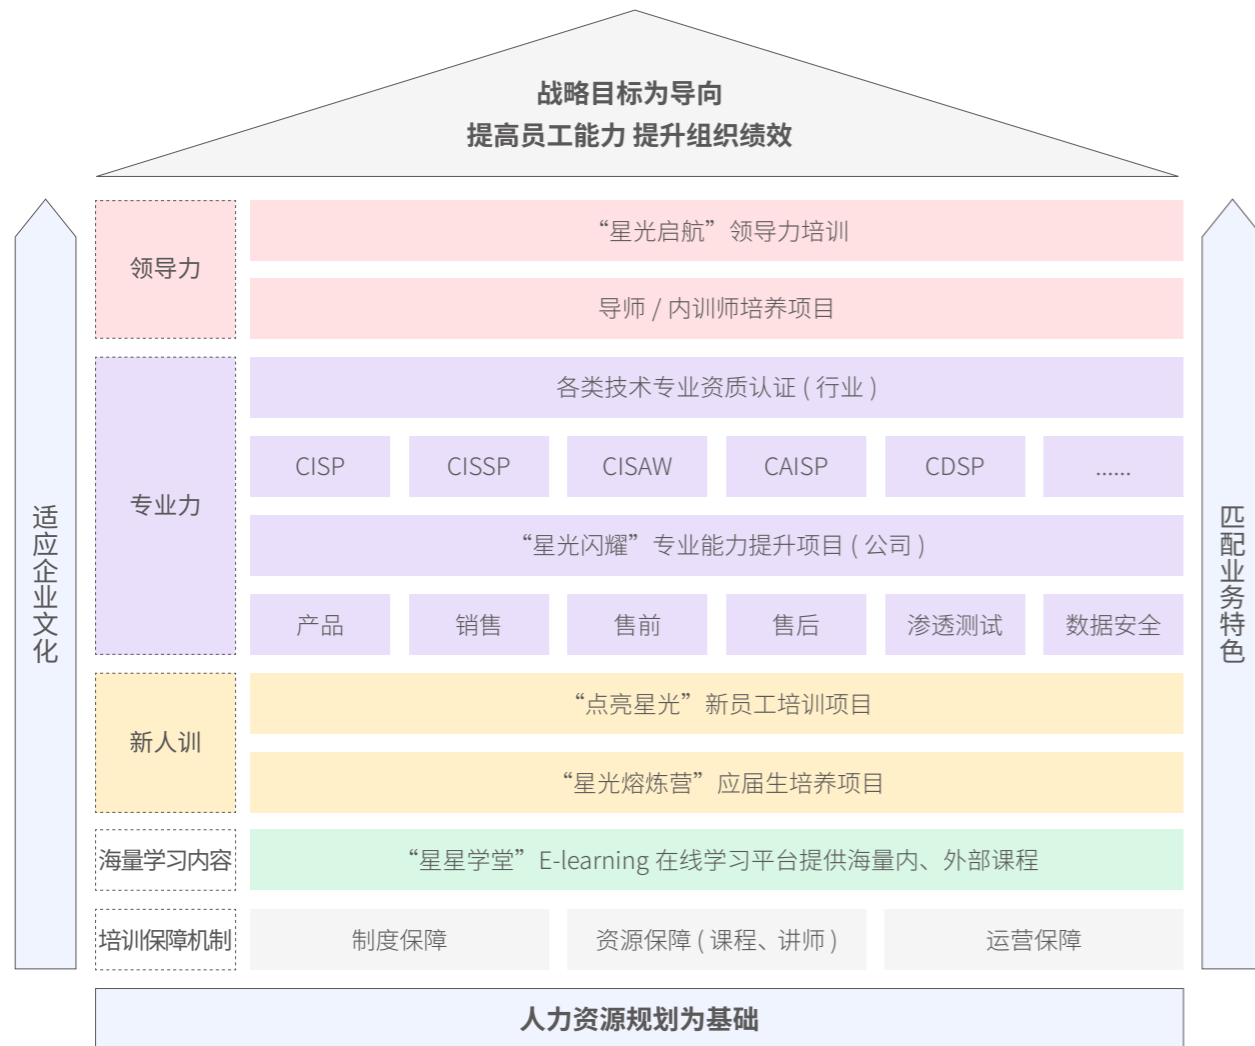 战略目标为导向
提高员工能力 提升组织绩效
适应企业文化
领导力
“星光启航”领导力培训
导师 / 内训师培养项目
专业力
各类技术专业资质认证 ( 行业 )
CISP
CISSP
CISAW
CAISP
CDSP
......
“星光闪耀”专业能力提升项目 ( 公司 )
产品
销售
售前
售后
渗透测试
数据安全
新人训
“点亮星光”新员工培训项目
“星光熔炼营”应届生培养项目
海量学习内容
“星星学堂”E-learning 在线学习平台提供海量内、外部课程
培训保障机制
制度保障
资源保障 ( 课程、讲师 )
运营保障
匹配业务特色
人力资源规划为基础